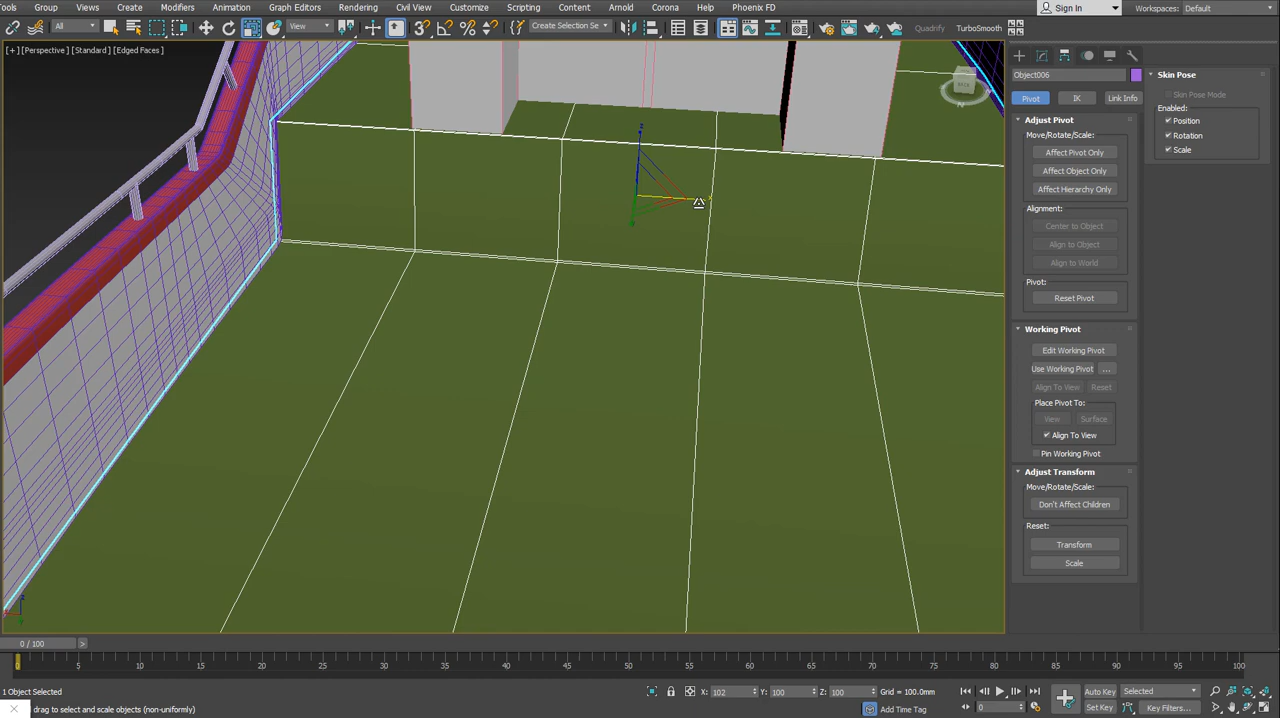 Tools Group Views Create Modifiers Animation Graph Editors Rendering Civil View Customize Scripting Content Arnold Corona Help Phoenix FD Sign In Workspaces: Default
All View Create Selection Se Quadrify TurboSmooth
[+] [Perspective] [Standard] [Edged Faces]
BACK
Object006
Pivot IK Link Info
Adjust Pivot
Move/Rotate/Scale:
Affect Pivot Only
Affect Object Only
Affect Hierarchy Only
Alignment:
Center to Object
Align to Object
Align to World
Pivot:
Reset Pivot
Working Pivot
Edit Working Pivot
Use Working Pivot ...
Align To View Reset
Place Pivot To:
View Surface
Align To View
Pin Working Pivot
Adjust Transform
Move/Rotate/Scale:
Don't Affect Children
Reset:
Transform
Scale
Skin Pose
Skin Pose Mode
Enabled:
Position
Rotation
Scale
0 / 100 >
0 5 10 15 20 25 30 35 40 45 50 55 60 65 70 75 80 85 90 95 100
1 Object Selected X: 102 Y: 100 Z: 100 Grid = 100.0mm Auto Key Selected
drag to select and scale objects (non-uniformly) Add Time Tag 0 Set Key Key Filters...